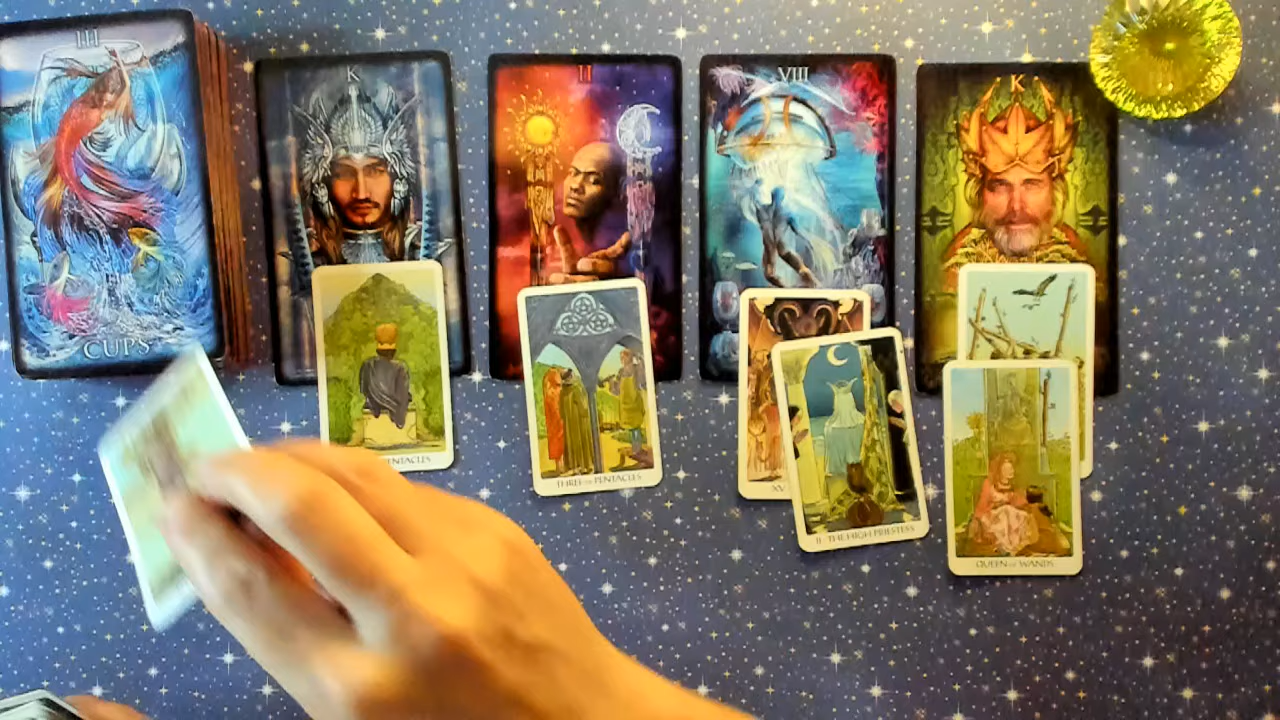 III
CUPS
K
II
VIII
K
PENTACLES
THREE OF PENTACLES
XV
II · THE HIGH PRIESTESS
QUEEN OF WANDS